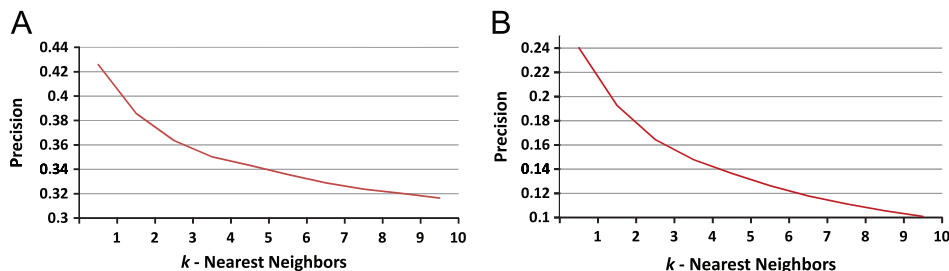 A
0.44
0.42
0.4
0.38
0.36
0.34
0.32
0.3
Precision
1 2 3 4 5 6 7 8 9 10
k - Nearest Neighbors
B
0.24
0.22
0.2
0.18
0.16
0.14
0.12
0.1
Precision
1 2 3 4 5 6 7 8 9 10
k - Nearest Neighbors